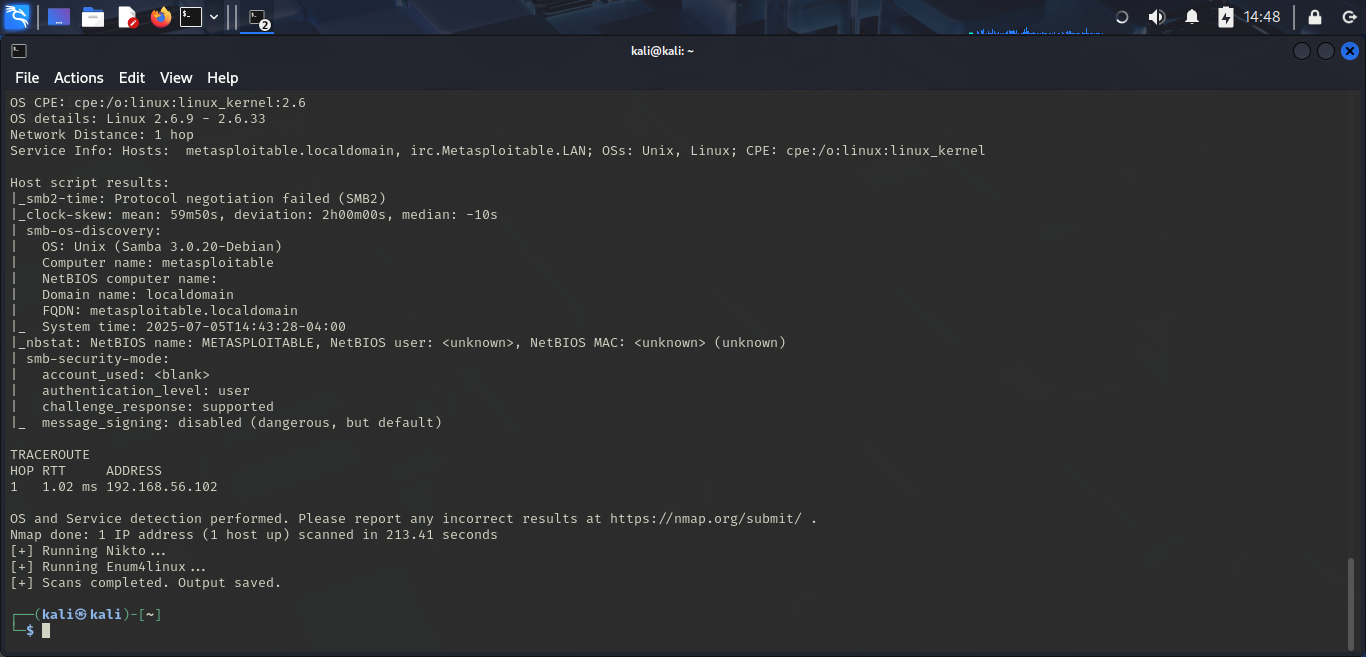 2
14:48
kali@kali: ~
File Actions Edit View Help
OS CPE: cpe:/o:linux:linux_kernel:2.6
OS details: Linux 2.6.9 - 2.6.33
Network Distance: 1 hop
Service Info: Hosts:  metasploitable.localdomain, irc.Metasploitable.LAN; OSs: Unix, Linux; CPE: cpe:/o:linux:linux_kernel
Host script results:
|_smb2-time: Protocol negotiation failed (SMB2)
|_clock-skew: mean: 59m50s, deviation: 2h00m00s, median: -10s
| smb-os-discovery:
|   OS: Unix (Samba 3.0.20-Debian)
|   Computer name: metasploitable
|   NetBIOS computer name:
|   Domain name: localdomain
|   FQDN: metasploitable.localdomain
|_  System time: 2025-07-05T14:43:28-04:00
|_nbstat: NetBIOS name: METASPLOITABLE, NetBIOS user: <unknown>, NetBIOS MAC: <unknown> (unknown)
| smb-security-mode:
|   account_used: <blank>
|   authentication_level: user
|   challenge_response: supported
|_  message_signing: disabled (dangerous, but default)
TRACEROUTE
HOP RTT     ADDRESS
1   1.02 ms 192.168.56.102
OS and Service detection performed. Please report any incorrect results at https://nmap.org/submit/ .
Nmap done: 1 IP address (1 host up) scanned in 213.41 seconds
[+] Running Nikto...
[+] Running Enum4linux...
[+] Scans completed. Output saved.
┌──(kali㉿kali)-[~]
└─$